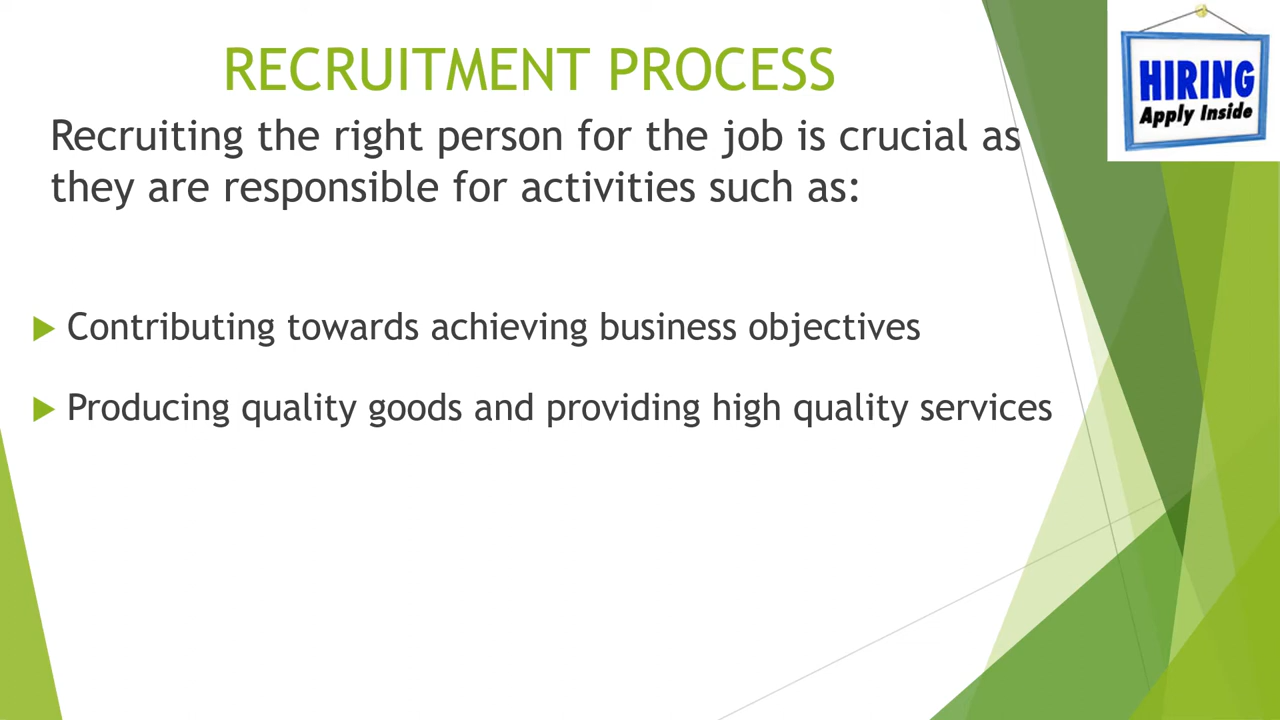 RECRUITMENT PROCESS
HIRING
Apply Inside
Recruiting the right person for the job is crucial as
they are responsible for activities such as:
Contributing towards achieving business objectives
Producing quality goods and providing high quality services